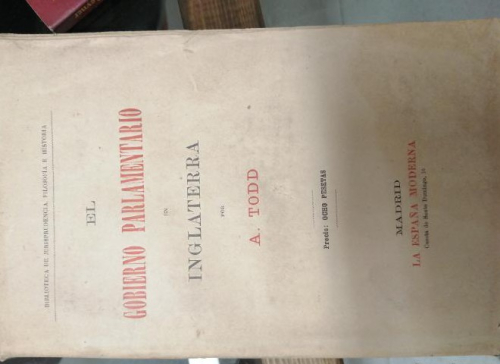 BIBLIOTECA DE JURISPRUDENCIA FILOSOFIA E HISTORIA
EL
GOBIERNO PARLAMENTARIO
EN
INGLATERRA
POR
A. TODD
Precio: OCHO PESETAS
MADRID
LA ESPAÑA MODERNA
Cuesta de Santo Domingo, 16